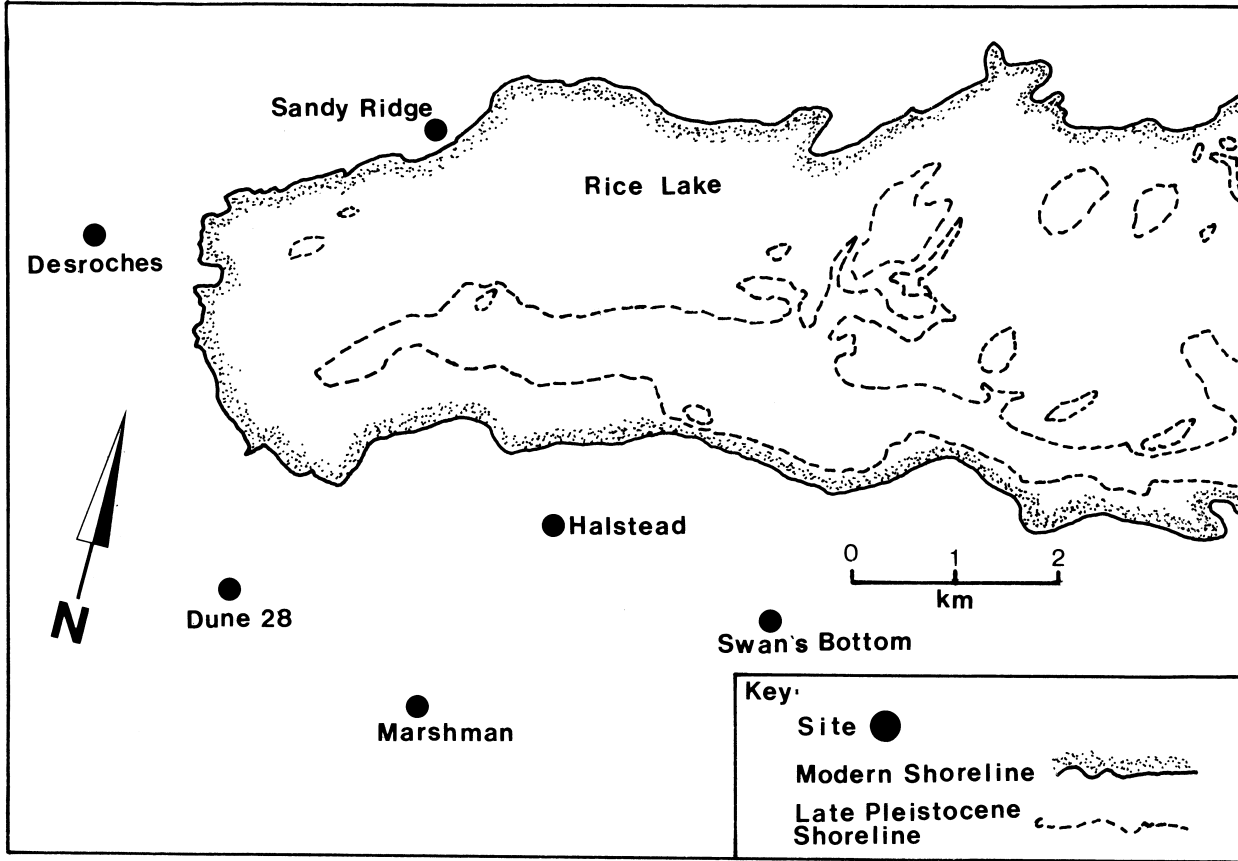 Sandy Ridge
Rice Lake
Desroches
Halstead
0 1 2
km
N
Dune 28
Swan's Bottom
Marshman
Key:
Site
Modern Shoreline
Late Pleistocene
Shoreline